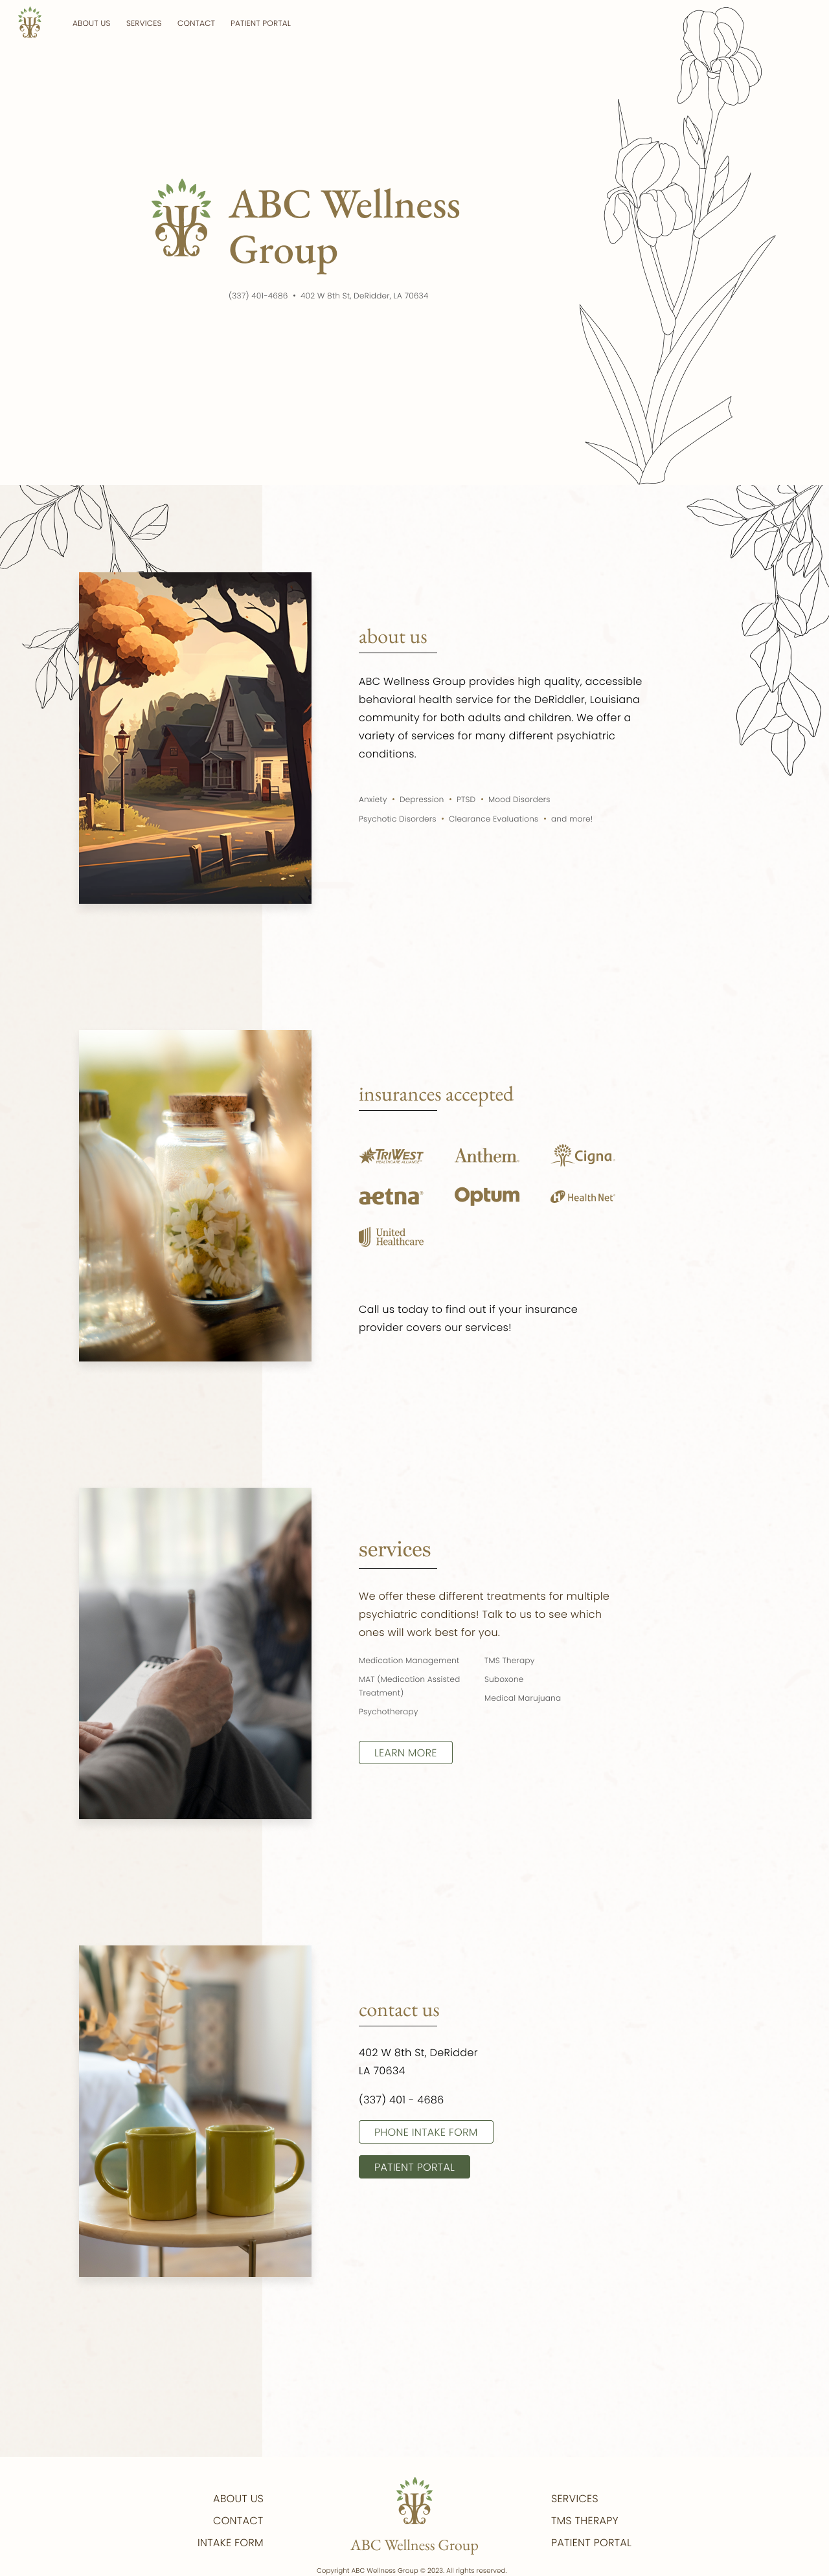 ABOUT US SERVICES CONTACT PATIENT PORTAL
ABC Wellness
Group
(337) 401-4686 • 402 W 8th St, DeRidder, LA 70634
about us
ABC Wellness Group provides high quality, accessible
behavioral health service for the DeRiddler, Louisiana
community for both adults and children. We offer a
variety of services for many different psychiatric
conditions.
Anxiety • Depression • PTSD • Mood Disorders
Psychotic Disorders • Clearance Evaluations • and more!
insurances accepted
TRIWEST
HEALTHCARE ALLIANCE
Anthem
Cigna
aetna®
Optum
Health Net®
United
Healthcare
Call us today to find out if your insurance
provider covers our services!
services
We offer these different treatments for multiple
psychiatric conditions! Talk to us to see which
ones will work best for you.
Medication Management
MAT (Medication Assisted
Treatment)
Psychotherapy
TMS Therapy
Suboxone
Medical Marujuana
LEARN MORE
contact us
402 W 8th St, DeRidder
LA 70634
(337) 401 - 4686
PHONE INTAKE FORM
PATIENT PORTAL
ABOUT US
CONTACT
INTAKE FORM
ABC Wellness Group
SERVICES
TMS THERAPY
PATIENT PORTAL
Copyright ABC Wellness Group © 2023. All rights reserved.